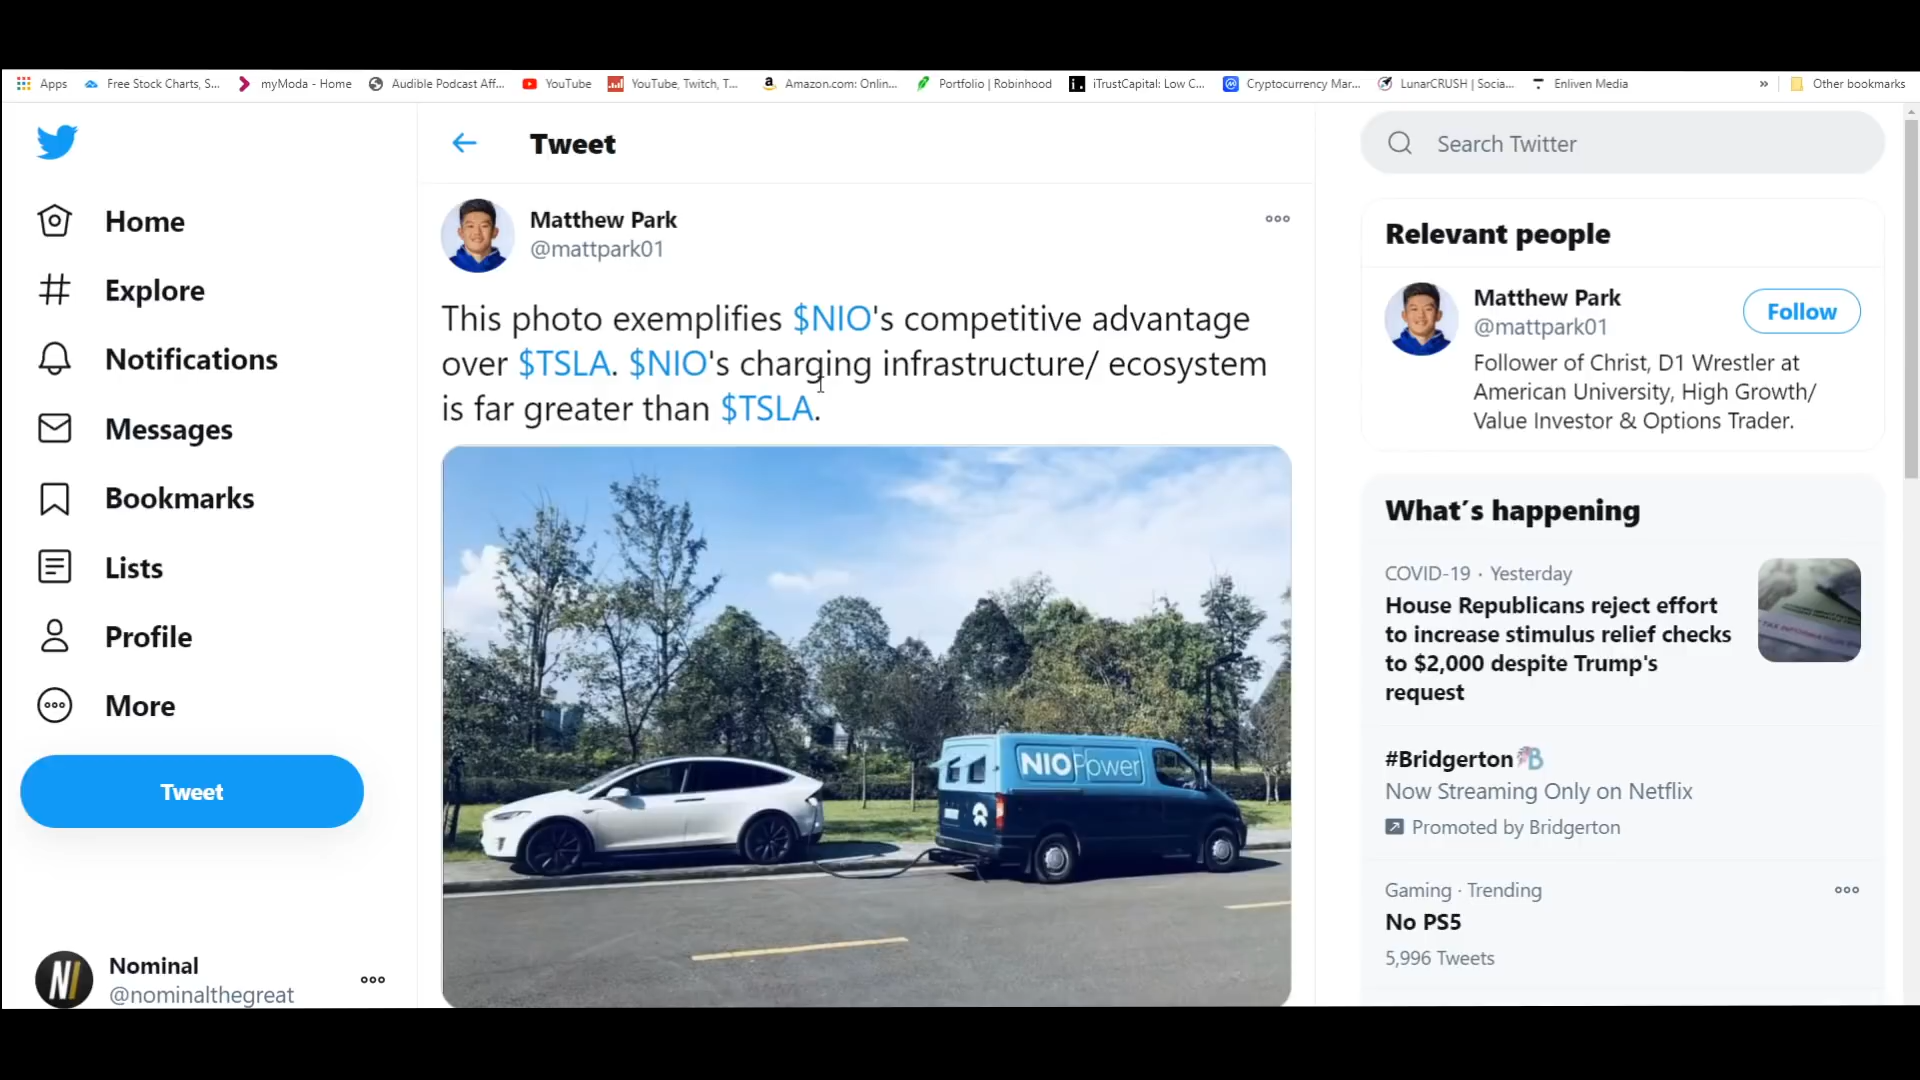 Apps
Free Stock Charts, S...
myModa - Home
Audible Podcast Aff...
YouTube
YouTube, Twitch, T...
Amazon.com: Onlin...
Portfolio | Robinhood
iTrustCapital: Low C...
Cryptocurrency Mar...
LunarCRUSH | Socia...
Enliven Media
»
Other bookmarks
Home
Explore
Notifications
Messages
Bookmarks
Lists
Profile
More
Tweet
Nominal
@nominalthegreat
Tweet
Matthew Park
@mattpark01
This photo exemplifies $NIO's competitive advantage
over $TSLA. $NIO's charging infrastructure/ ecosystem
is far greater than $TSLA.
NIO Power
Search Twitter
Relevant people
Matthew Park
@mattpark01
Follow
Follower of Christ, D1 Wrestler at
American University, High Growth/
Value Investor & Options Trader.
What's happening
COVID-19 · Yesterday
House Republicans reject effort
to increase stimulus relief checks
to $2,000 despite Trump's
request
#Bridgerton
Now Streaming Only on Netflix
Promoted by Bridgerton
Gaming · Trending
No PS5
5,996 Tweets